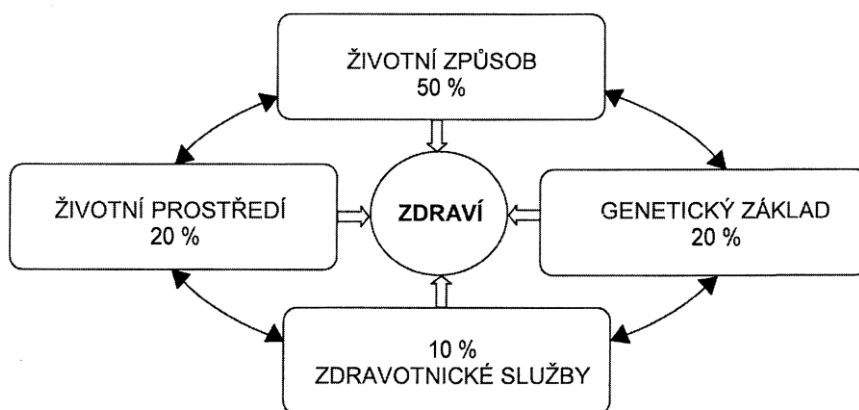 ŽIVOTNÍ ZPŮSOB
50 %
ŽIVOTNÍ PROSTŘEDÍ
20 %
ZDRAVÍ
GENETICKÝ ZÁKLAD
20 %
10 %
ZDRAVOTNICKÉ SLUŽBY